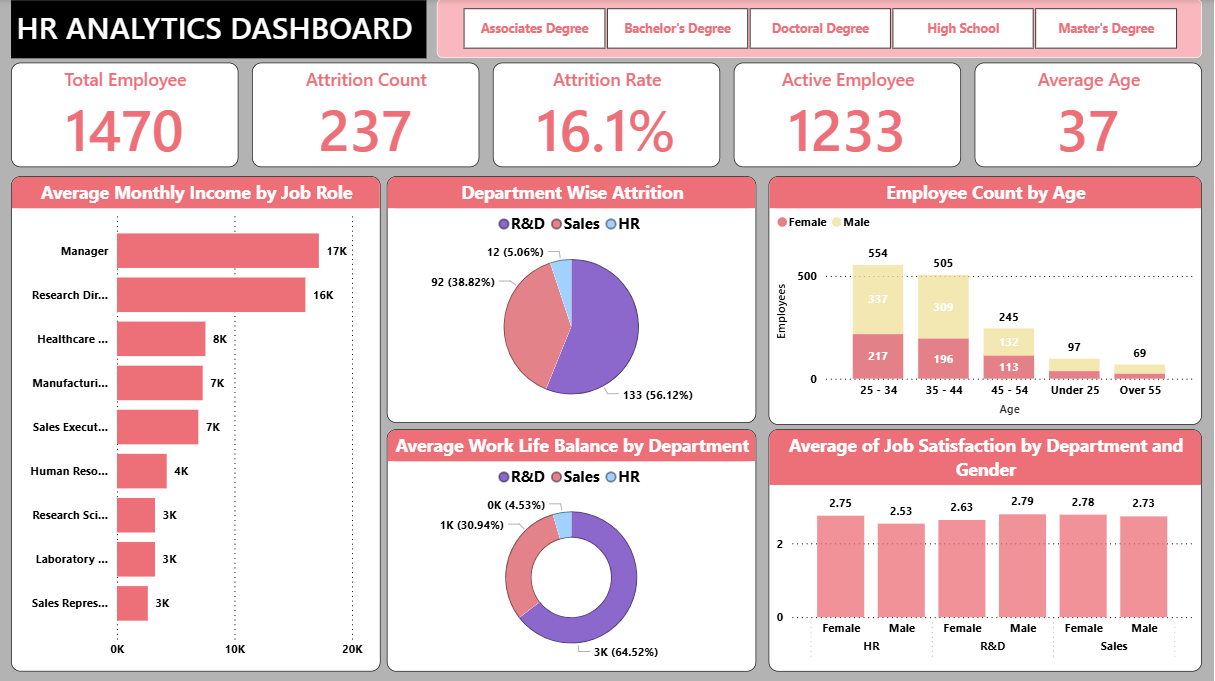 HR ANALYTICS DASHBOARD
Associates Degree
Bachelor's Degree
Doctoral Degree
High School
Master's Degree
Total Employee
1470
Attrition Count
237
Attrition Rate
16.1%
Active Employee
1233
Average Age
37
Average Monthly Income by Job Role
Manager
17K
Research Dir...
16K
Healthcare ...
8K
Manufacturi...
7K
Sales Execut...
7K
Human Reso...
4K
Research Sci...
3K
Laboratory ...
3K
Sales Repres...
3K
0K
10K
20K
Department Wise Attrition
R&D
Sales
HR
12 (5.06%)
92 (38.82%)
133 (56.12%)
Average Work Life Balance by Department
R&D
Sales
HR
0K (4.53%)
1K (30.94%)
3K (64.52%)
Employee Count by Age
Female
Male
Employees
500
0
554
337
217
505
309
196
245
132
113
97
69
25 - 34
35 - 44
45 - 54
Under 25
Over 55
Age
Average of Job Satisfaction by Department and
Gender
2
0
2.75
2.53
2.63
2.79
2.78
2.73
Female
Male
Female
Male
Female
Male
HR
R&D
Sales